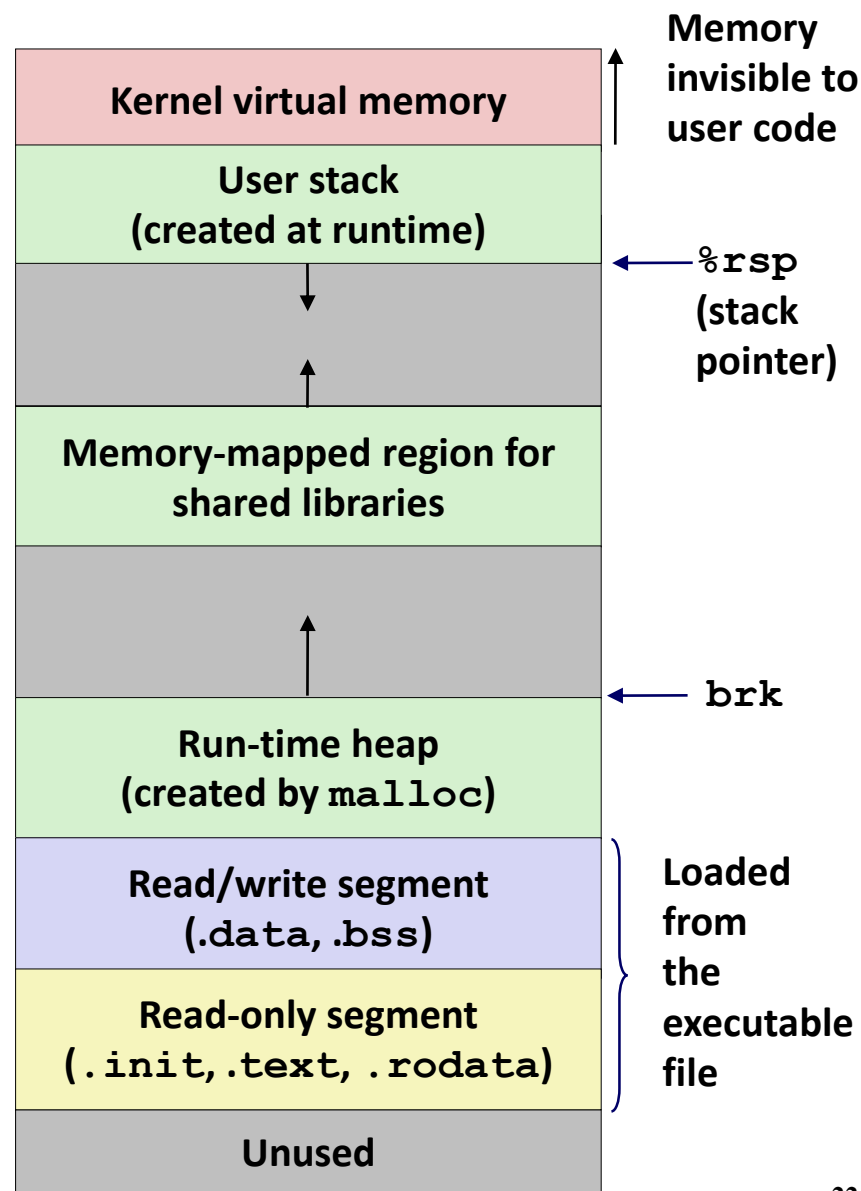 Memory
invisible to
user code
Kernel virtual memory
User stack
(created at runtime)
%rsp
(stack
pointer)
Memory-mapped region for
shared libraries
brk
Run-time heap
(created by malloc)
Read/write segment
(.data, .bss)
Read-only segment
(.init, .text, .rodata)
Loaded
from
the
executable
file
Unused